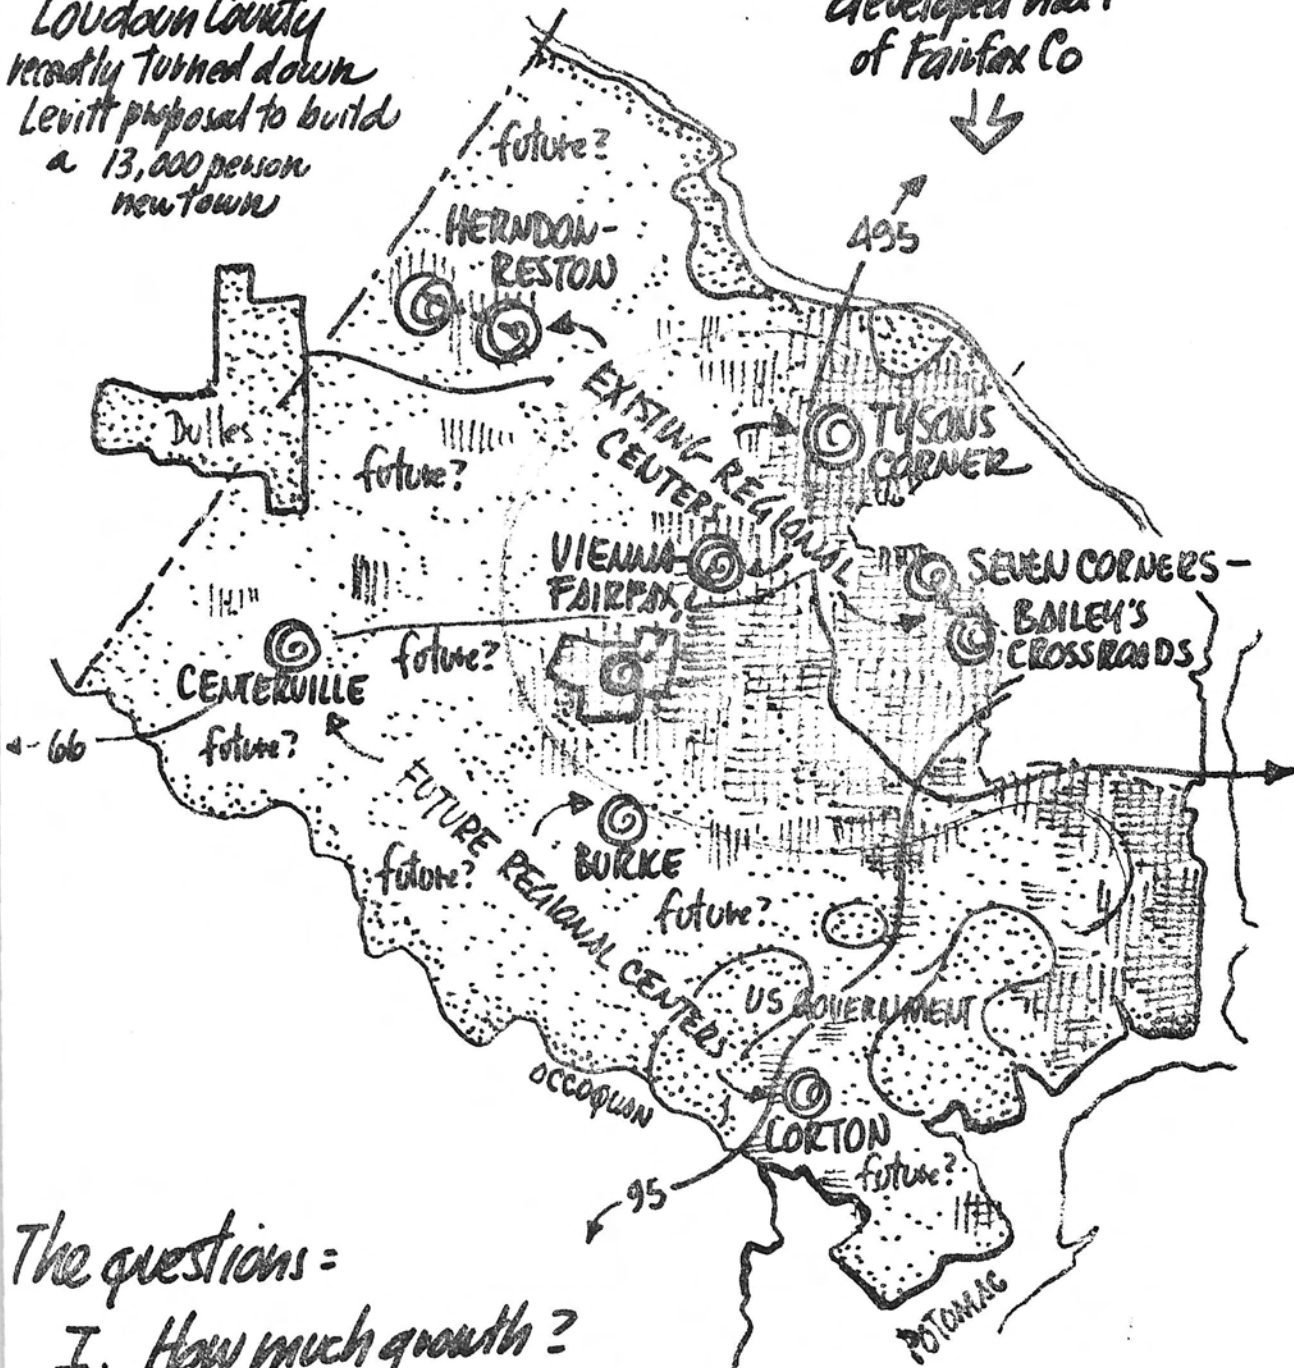 Loudoun County
recently turned down
Levitt proposal to build
a 13,000 person
new town
developed
of Fairfax Co
future?
495
HERNDON-
RESTON
EXISTING REGIONAL
CENTERS
TYSONS
CORNER
Dulles
future?
VIENNA-
FAIRFAX
SEVEN CORNERS-
BAILEY'S
CROSSROADS
future?
CENTERVILLE
66
future?
FUTURE REGIONAL CENTERS
BURKE
future?
future?
US GOVERNMENT
OCCOQUAN
LORTON
future?
95
POTOMAC
The questions=
I. How much growth?